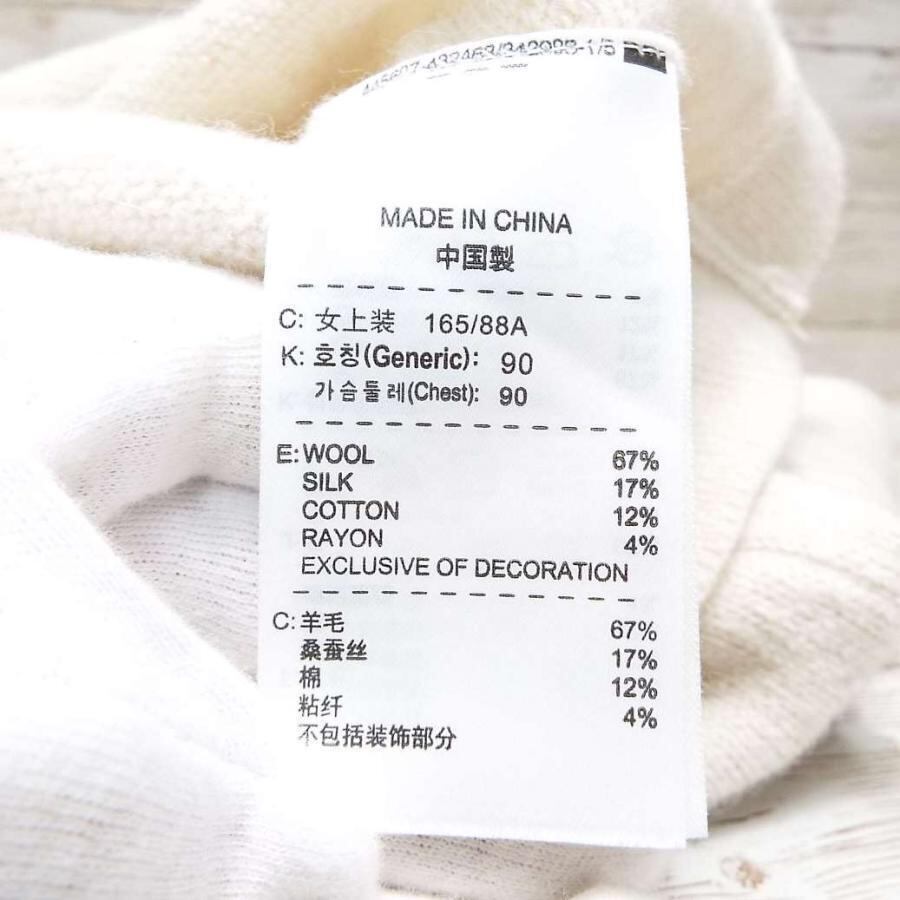 MADE IN CHINA
中国製
C: 女上装 165/88A
K: 호칭(Generic): 90
가슴둘레(Chest): 90
E: WOOL 67%
SILK 17%
COTTON 12%
RAYON 4%
EXCLUSIVE OF DECORATION
C: 羊毛 67%
桑蚕丝 17%
棉 12%
粘纤 4%
不包括装饰部分